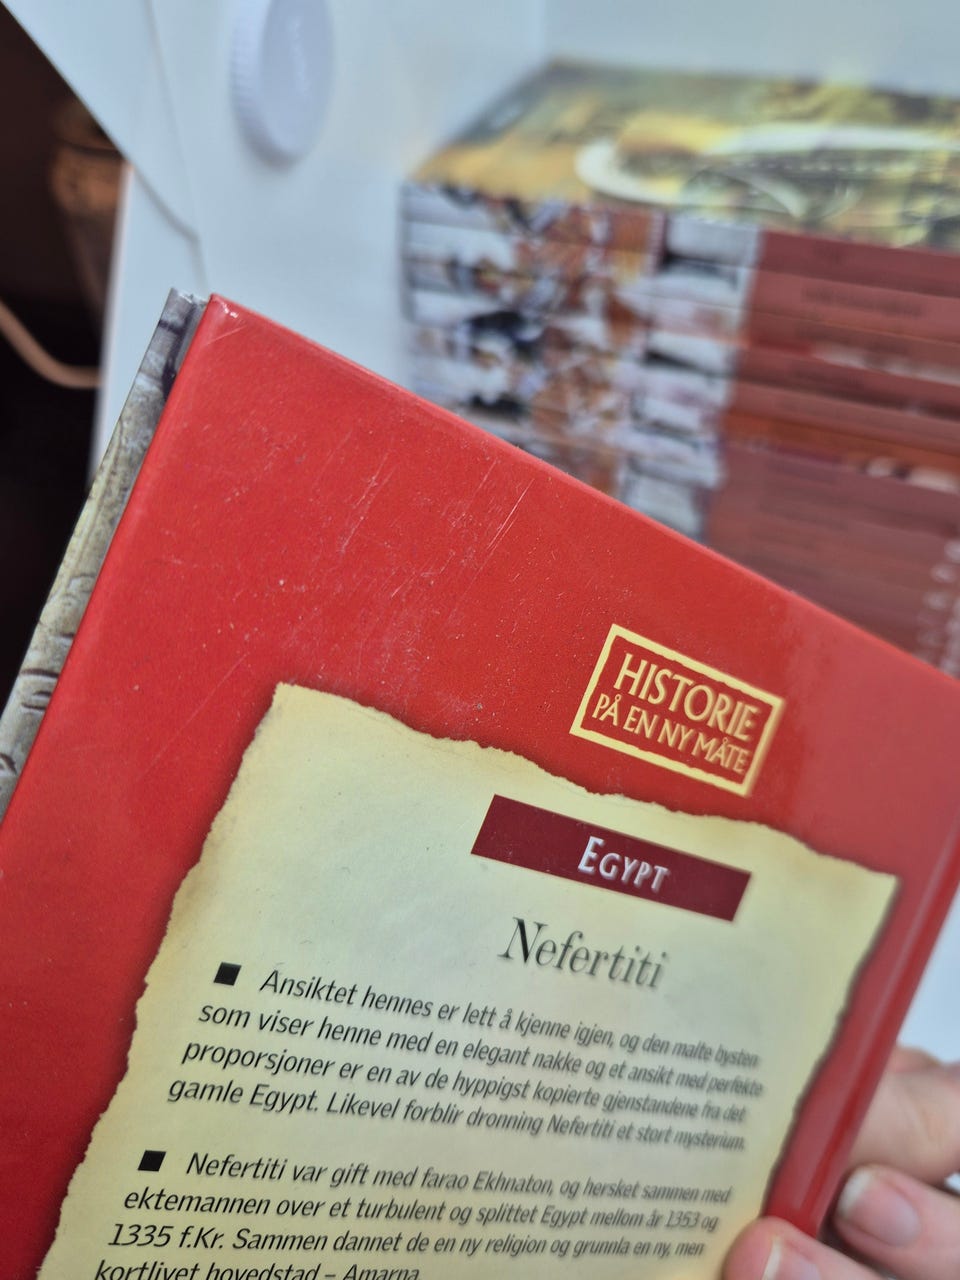 HISTORIE
PÅ EN NY MÅTE
EGYPT
Nefertiti
■ Ansiktet hennes er lett å kjenne igjen, og den malte bysten
som viser henne med en elegant nakke og et ansikt med perfekte
proporsjoner er en av de hyppigst kopierte gjenstandene fra det
gamle Egypt. Likevel forblir dronning Nefertiti et stort mysterium.
■ Nefertiti var gift med farao Ekhnaton, og hersket sammen med
ektemannen over et turbulent og splittet Egypt mellom år 1353 og
1335 f.Kr. Sammen dannet de en ny religion og grunnla en ny, men
kortlivet hovedstad – Amarna.